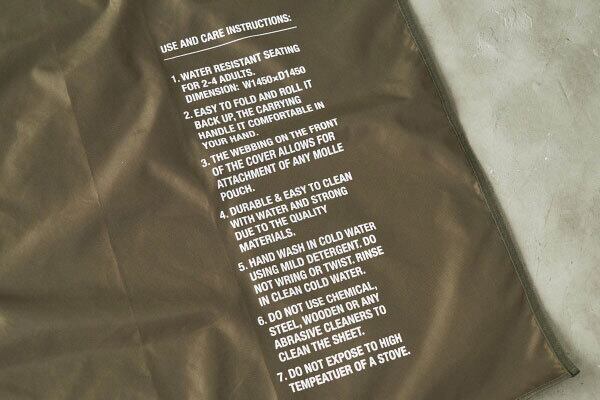 USE AND CARE INSTRUCTIONS:
1. WATER RESISTANT SEATING
FOR 2-4 ADULTS.
DIMENSION: W1450×D1450
2. EASY TO FOLD AND ROLL IT
BACK UP, THE CARRYING
HANDLE IT COMFORTABLE IN
YOUR HAND.
3. THE WEBBING ON THE FRONT
OF THE COVER ALLOWS FOR
ATTACHMENT OF ANY MOLLE
POUCH.
4. DURABLE & EASY TO CLEAN
WITH WATER AND STRONG
DUE TO THE QUALITY
MATERIALS.
5. HAND WASH IN COLD WATER
USING MILD DETERGENT. DO
NOT WRING OR TWIST. RINSE
IN CLEAN COLD WATER.
6. DO NOT USE CHEMICAL,
STEEL, WOODEN OR ANY
ABRASIVE CLEANERS TO
CLEAN THE SHEET.
7. DO NOT EXPOSE TO HIGH
TEMPEATUER OF A STOVE.